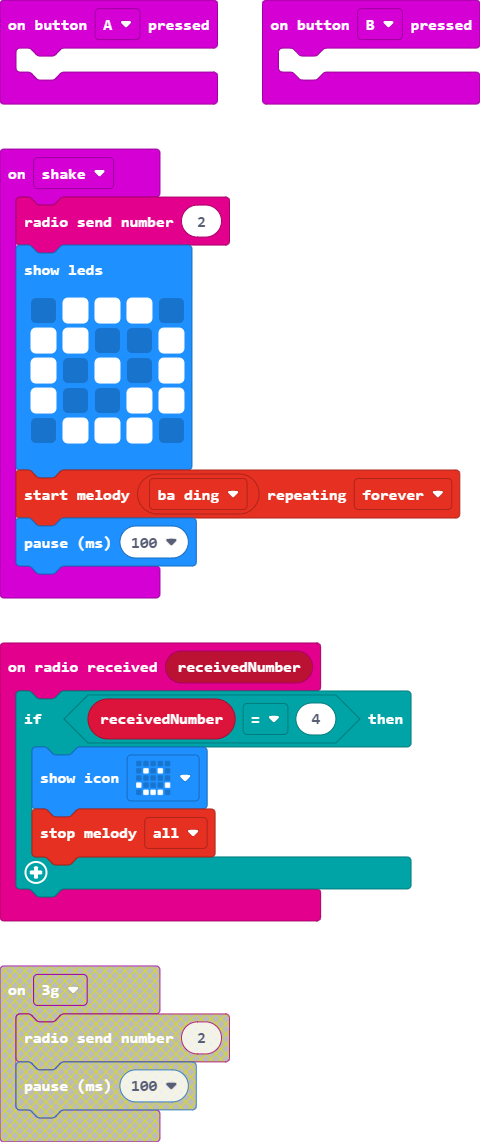 on button A pressed
on button B pressed
on shake
radio send number 2
show leds
start melody ba ding repeating forever
pause (ms) 100
on radio received receivedNumber
if receivedNumber = 4 then
show icon
stop melody all
on 3g
radio send number 2
pause (ms) 100